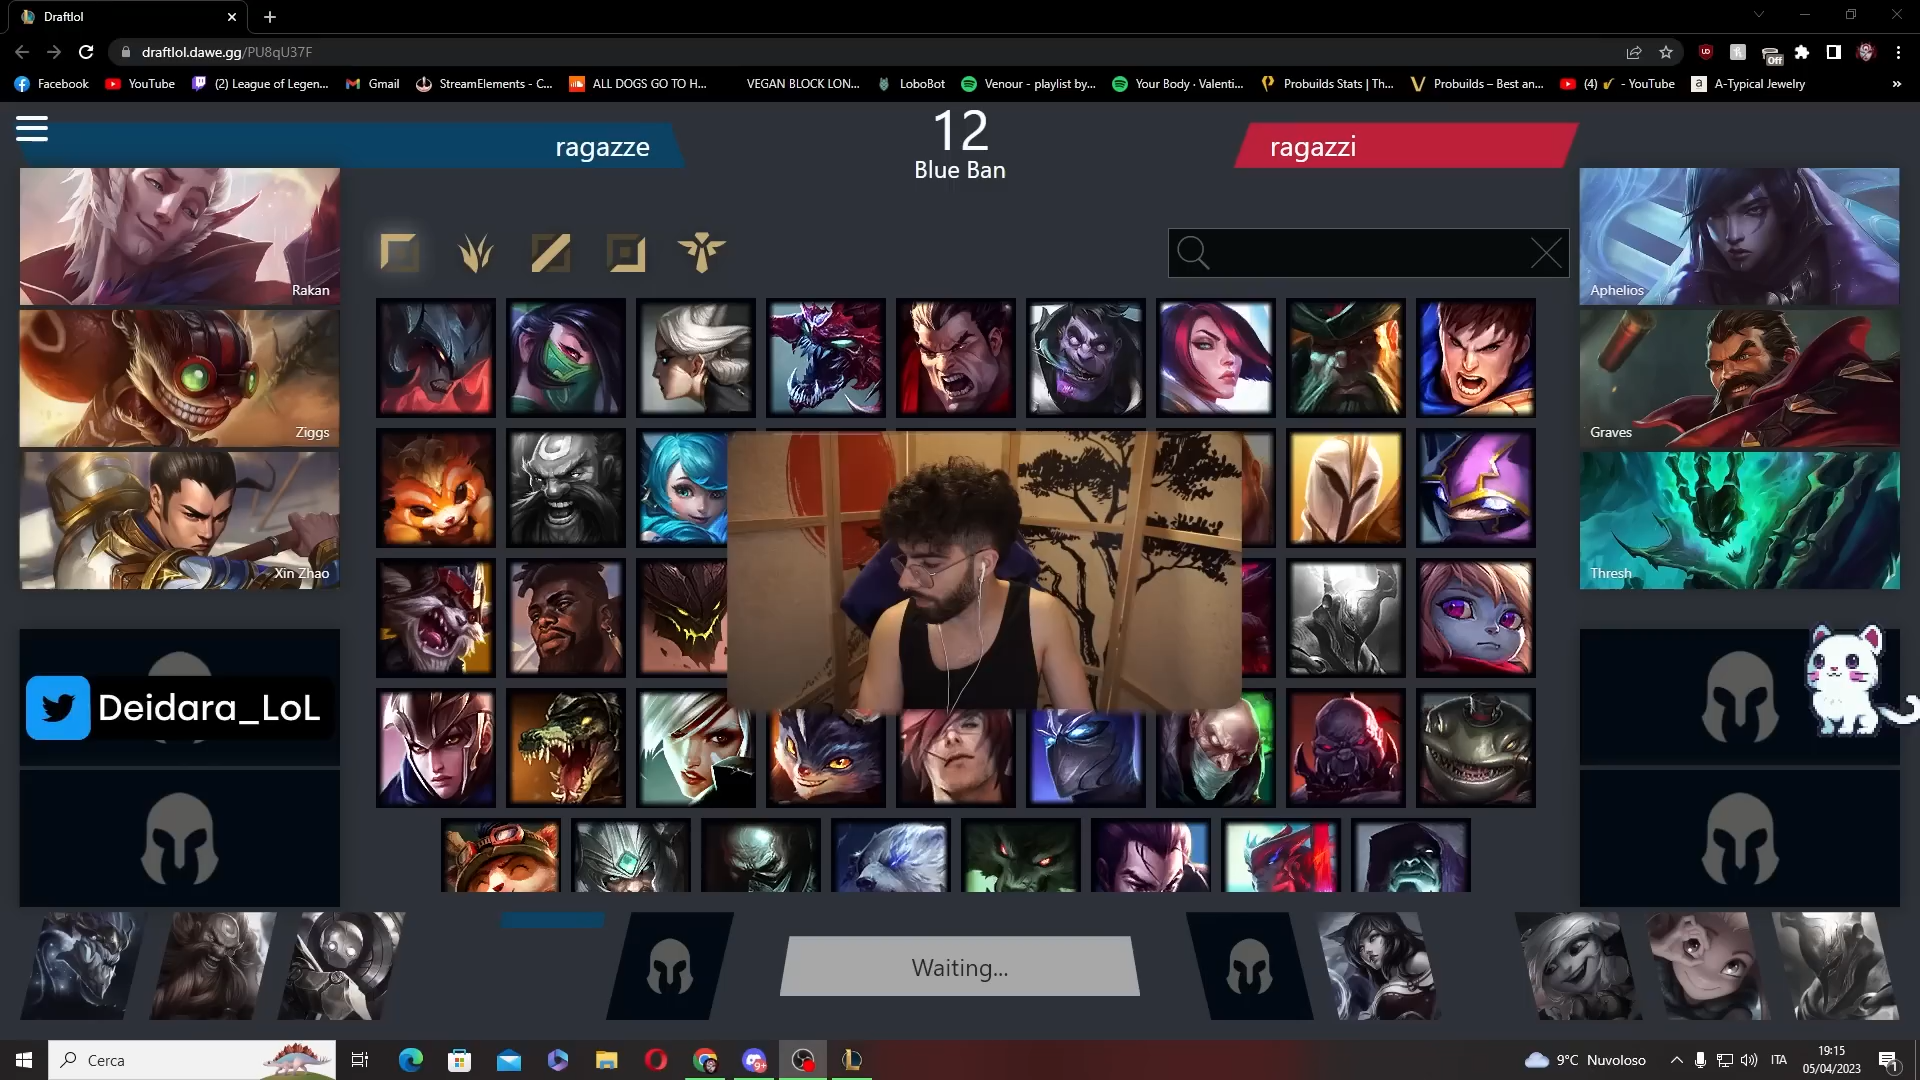 Draftlol
draftlol.dawe.gg/PU8qU37F
Off
Facebook
YouTube
(2) League of Legen...
Gmail
StreamElements - C...
ALL DOGS GO TO H...
VEGAN BLOCK LON...
LoboBot
Venour - playlist by...
Your Body · Valenti...
Probuilds Stats | Th...
Probuilds – Best an...
(4) ✔ - YouTube
A-Typical Jewelry
ragazze
12
Blue Ban
ragazzi
Rakan
Aphelios
Ziggs
Graves
Xin Zhao
Thresh
Deidara_LoL
Waiting...
Cerca
9+
9°C Nuvoloso
ITA
19:15
05/04/2023
1